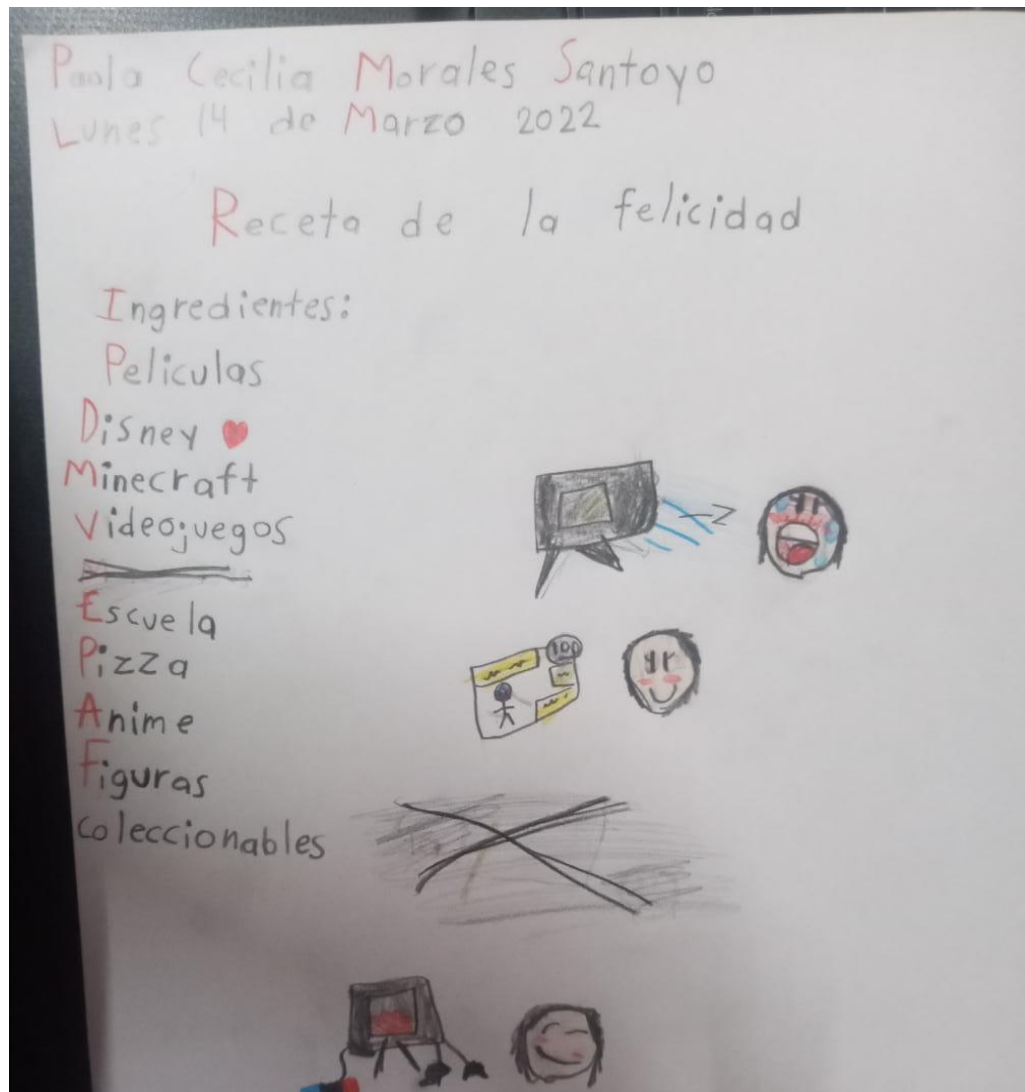 Paola Cecilia Morales Santoyo
Lunes 14 de Marzo 2022
Receta de la felicidad
Ingredientes:
Peliculas
Disney
Minecraft
Videojuegos
Escuela
Pizza
Anime
Figuras
coleccionables
100